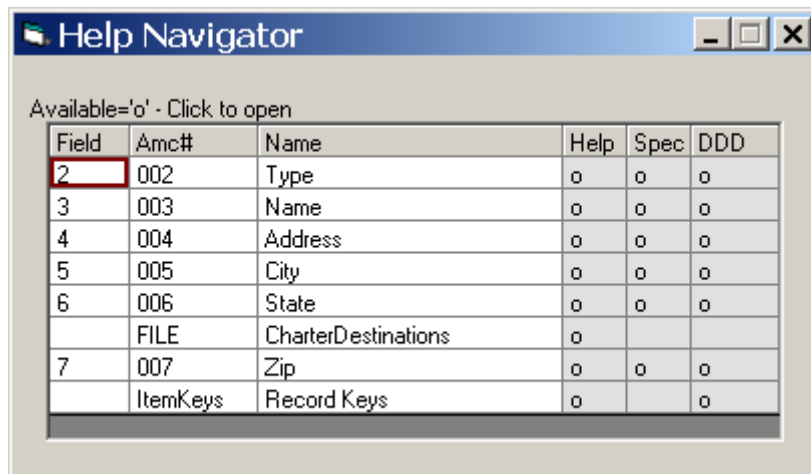 Help Navigator
Available='o' - Click to open
Field Amc# Name Help Spec DDD
2 002 Type o o o
3 003 Name o o o
4 004 Address o o o
5 005 City o o o
6 006 State o o o
FILE CharterDestinations o
7 007 Zip o o o
ItemKeys Record Keys o o